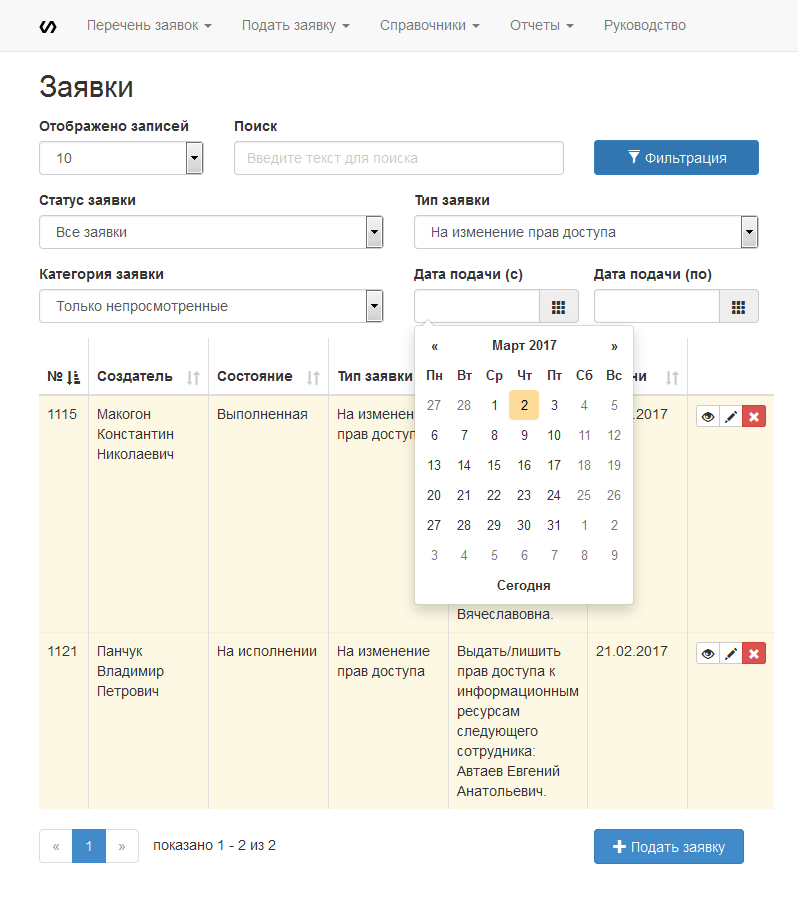 Перечень заявок Подать заявку Справочники Отчеты Руководство
Заявки
Отображено записей Поиск
10 Введите текст для поиска Фильтрация
Статус заявки Тип заявки
Все заявки На изменение прав доступа
Категория заявки Дата подачи (с) Дата подачи (по)
Только непросмотренные
« Март 2017 »
Пн Вт Ср Чт Пт Сб Вс
27 28 1 2 3 4 5
6 7 8 9 10 11 12
13 14 15 16 17 18 19
20 21 22 23 24 25 26
27 28 29 30 31 1 2
3 4 5 6 7 8 9
Сегодня
№ Создатель Состояние Тип заявки
1115 Макогон Выполненная На изменен 2017
Константин прав доступ
Николаевич
Вячеславовна.
1121 Панчук На исполнении На изменение Выдать/лишить 21.02.2017
Владимир прав доступа прав доступа к
Петрович информационным
ресурсам
следующего
сотрудника:
Автаев Евгений
Анатольевич.
« 1 » показано 1 - 2 из 2 Подать заявку